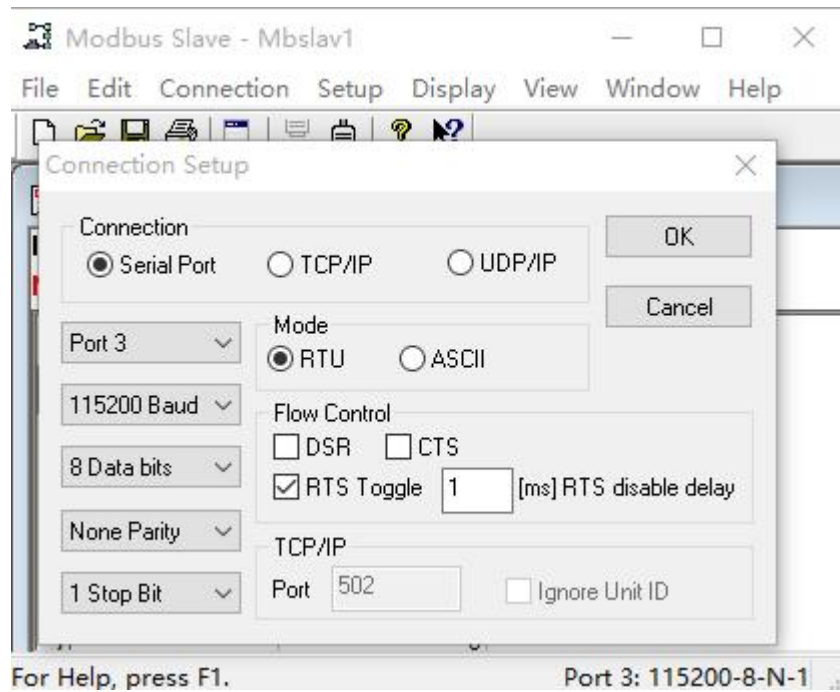 Modbus Slave - Mbslav1
File Edit Connection Setup Display View Window Help
Connection Setup
Connection
Serial Port TCP/IP UDP/IP
OK
Cancel
Port 3
115200 Baud
8 Data bits
None Parity
1 Stop Bit
Mode
RTU ASCII
Flow Control
DSR CTS
RTS Toggle 1 [ms] RTS disable delay
TCP/IP
Port 502 Ignore Unit ID
For Help, press F1. Port 3: 115200-8-N-1